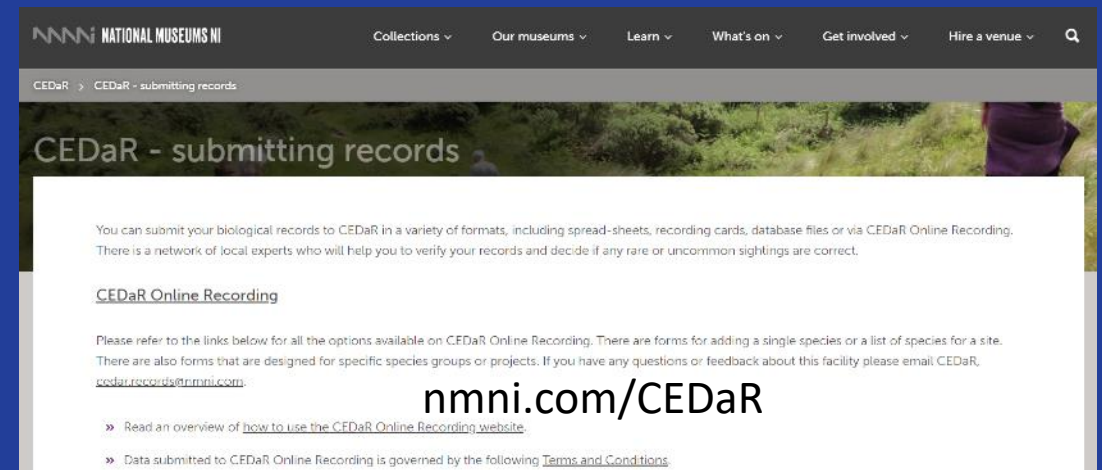 NATIONAL MUSEUMS NI Collections Our museums Learn What's on Get involved Hire a venue
CEDaR > CEDaR - submitting records
CEDaR - submitting records
You can submit your biological records to CEDaR in a variety of formats, including spread-sheets, recording cards, database files or via CEDaR Online Recording.
There is a network of local experts who will help you to verify your records and decide if any rare or uncommon sightings are correct.
CEDaR Online Recording
Please refer to the links below for all the options available on CEDaR Online Recording. There are forms for adding a single species or a list of species for a site.
There are also forms that are designed for specific species groups or projects. If you have any questions or feedback about this facility please email CEDaR,
cedar.records@nmni.com.
nmni.com/CEDaR
» Read an overview of how to use the CEDaR Online Recording website.
» Data submitted to CEDaR Online Recording is governed by the following Terms and Conditions.